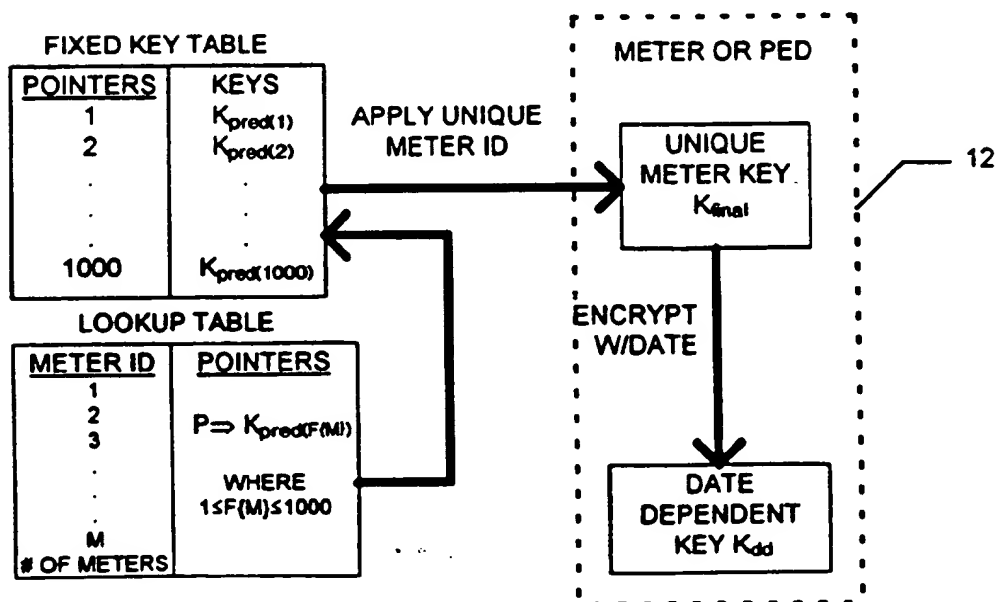 FIXED KEY TABLE
POINTERS KEYS
1 Kpred(1)
2 Kpred(2)
. .
. .
. .
1000 Kpred(1000)
APPLY UNIQUE
METER ID
METER OR PED
UNIQUE
METER KEY
Kfinal
12
ENCRYPT
W/DATE
DATE
DEPENDENT
KEY Kdd
LOOKUP TABLE
METER ID POINTERS
1
2
3
P⇒ Kpred(F{M})
.
.
.
WHERE
1≤F{M}≤1000
M
# OF METERS